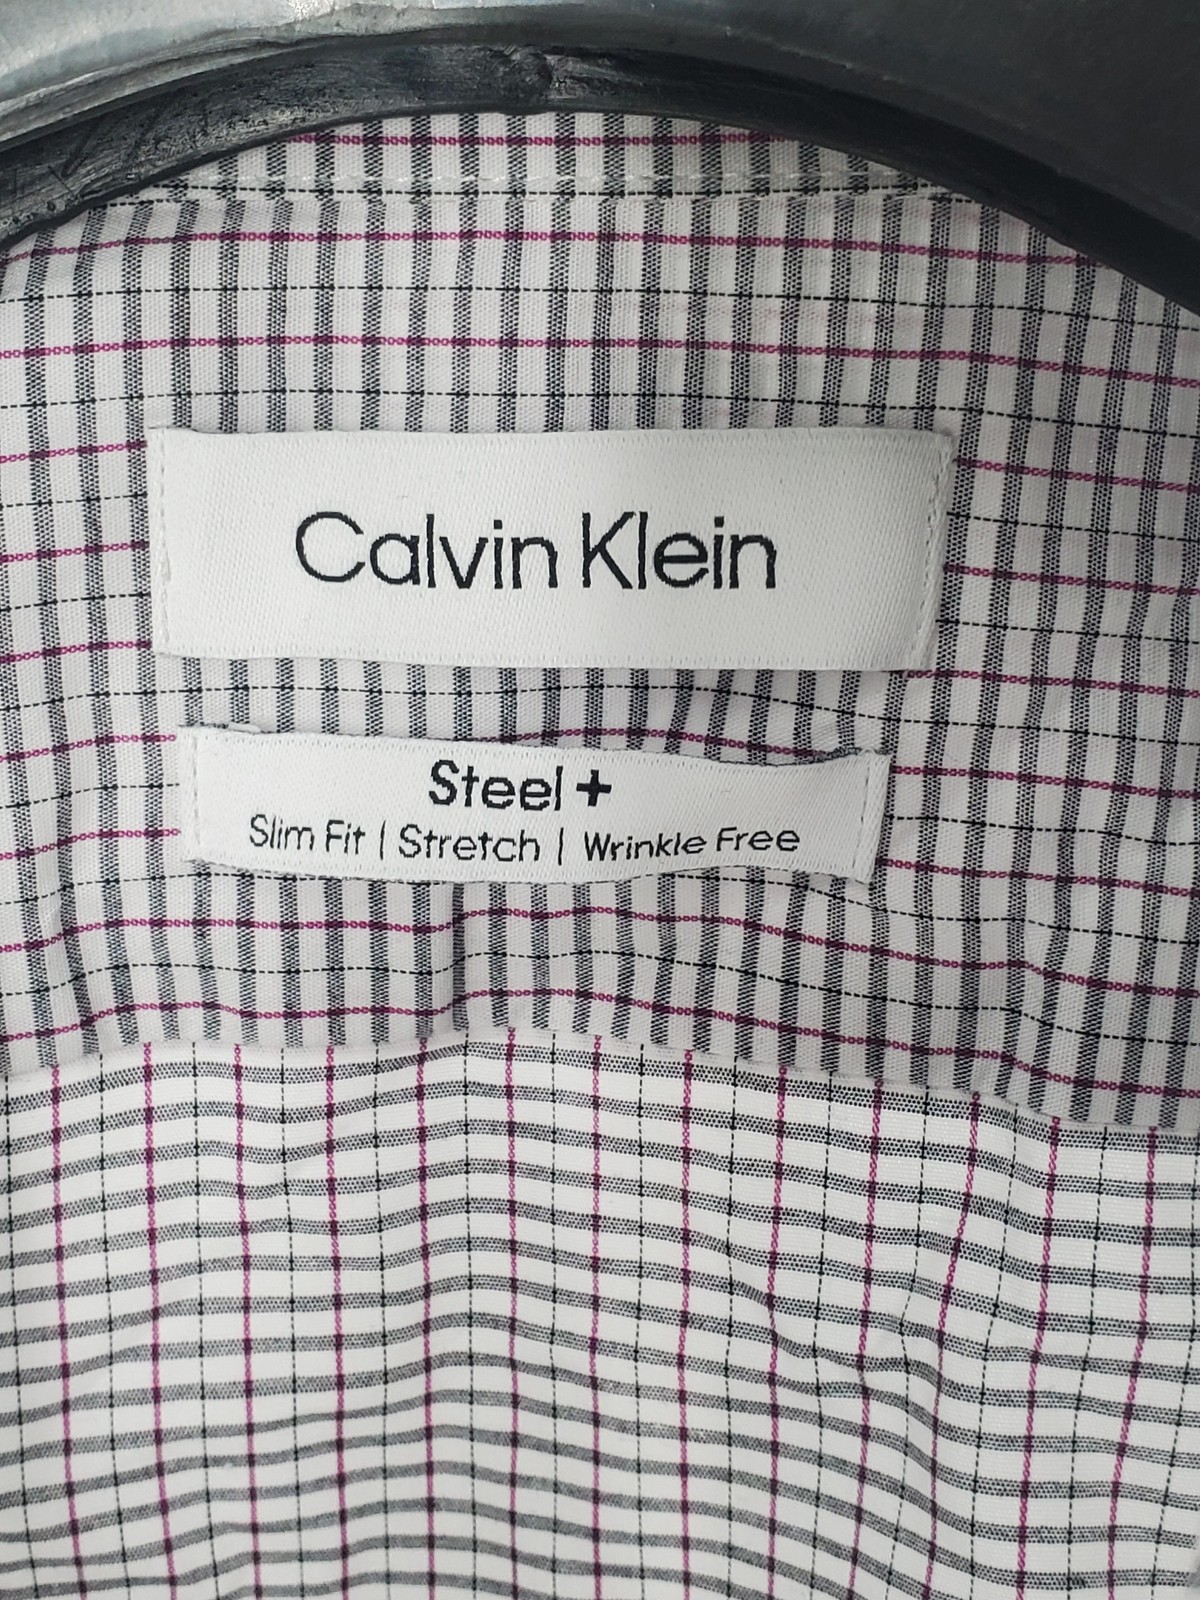 Calvin Klein
Steel +
Slim Fit | Stretch | Wrinkle Free